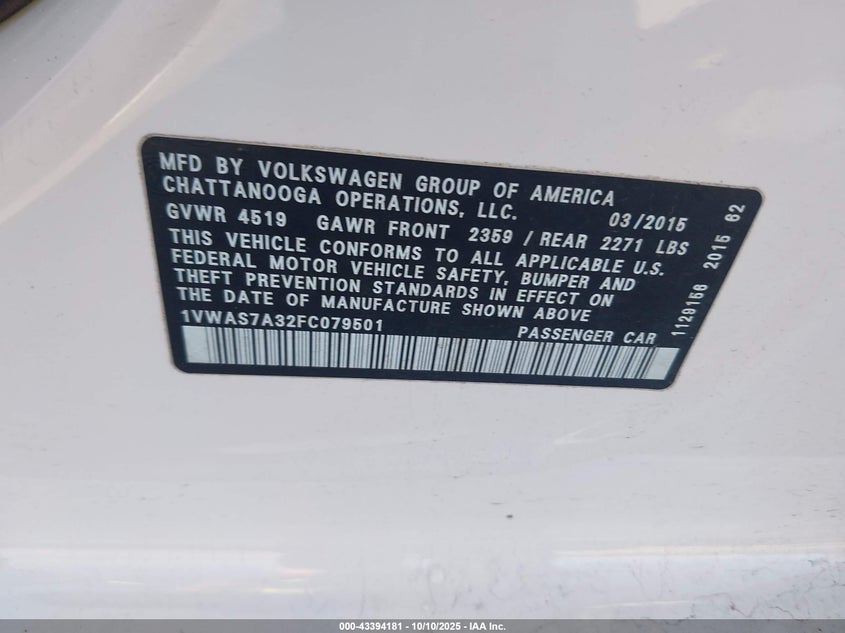 MFD BY VOLKSWAGEN GROUP OF AMERICA
CHATTANOOGA OPERATIONS, LLC. 03/2015
GVWR 4519 GAWR FRONT 2359 / REAR 2271 LBS
THIS VEHICLE CONFORMS TO ALL APPLICABLE U.S.
FEDERAL MOTOR VEHICLE SAFETY, BUMPER AND
THEFT PREVENTION STANDARDS IN EFFECT ON
THE DATE OF MANUFACTURE SHOWN ABOVE
1VWAS7A32FC079501 PASSENGER CAR
1129156 2015 62
000-43394181 - 10/10/2025 - IAA Inc.